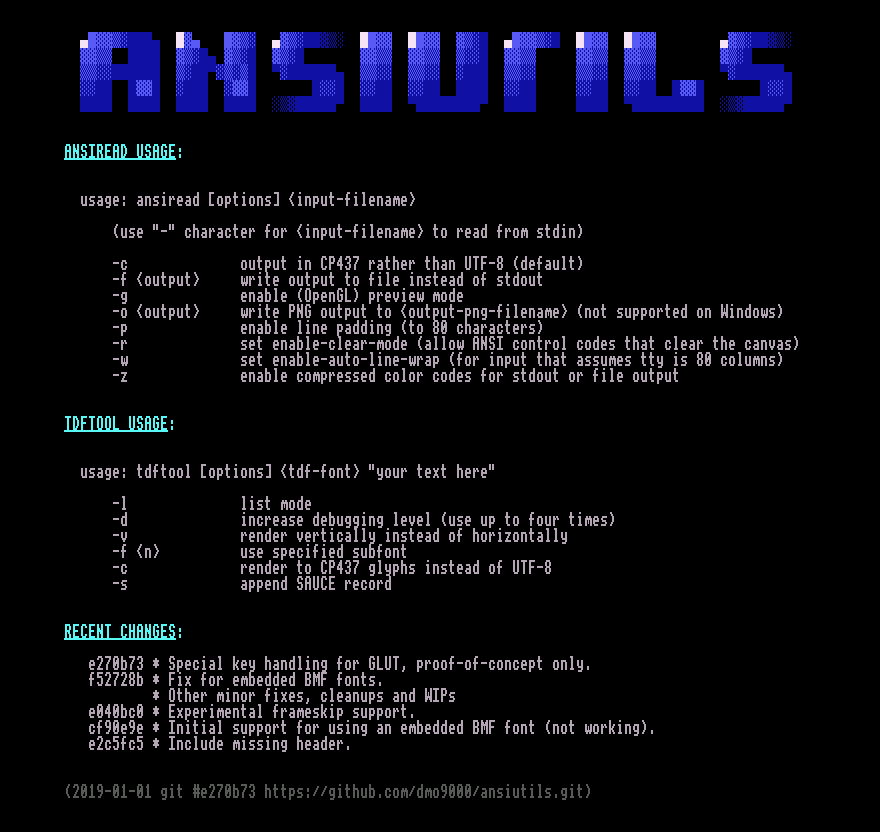 ANSIUTILS
ANSIREAD USAGE:
usage: ansiread [options] <input-filename>
(use "-" character for <input-filename> to read from stdin)
-c output in CP437 rather than UTF-8 (default)
-f <output> write output to file instead of stdout
-g enable (OpenGL) preview mode
-o <output> write PNG output to <output-png-filename> (not supported on Windows)
-p enable line padding (to 80 characters)
-r set enable-clear-mode (allow ANSI control codes that clear the canvas)
-w set enable-auto-line-wrap (for input that assumes tty is 80 columns)
-z enable compressed color codes for stdout or file output
TDFTOOL USAGE:
usage: tdftool [options] <tdf-font> "your text here"
-l list mode
-d increase debugging level (use up to four times)
-v render vertically instead of horizontally
-f <n> use specified subfont
-c render to CP437 glyphs instead of UTF-8
-s append SAUCE record
RECENT CHANGES:
e270b73 * Special key handling for GLUT, proof-of-concept only.
f52728b * Fix for embedded BMF fonts.
* Other minor fixes, cleanups and WIPs
e040bc0 * Experimental frameskip support.
cf90e9e * Initial support for using an embedded BMF font (not working).
e2c5fc5 * Include missing header.
(2019-01-01 git #e270b73 https://github.com/dmo9000/ansiutils.git)